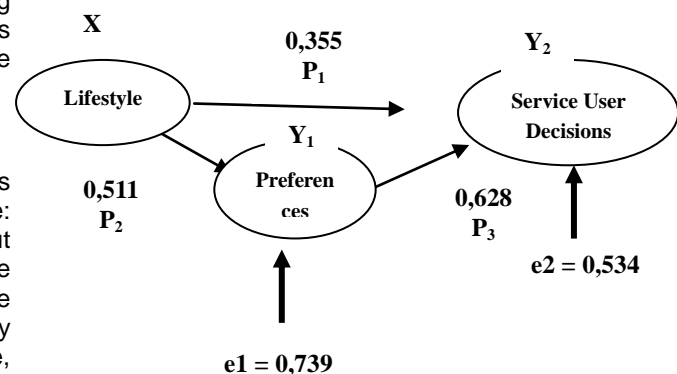 g
s
e
s
e:
ut
e
e
y
e,
X
0,355
P1
Y2
Lifestyle
Service User
Decisions
Y1
Preferen
ces
0,511
P2
0,628
P3
e2 = 0,534
e1 = 0,739